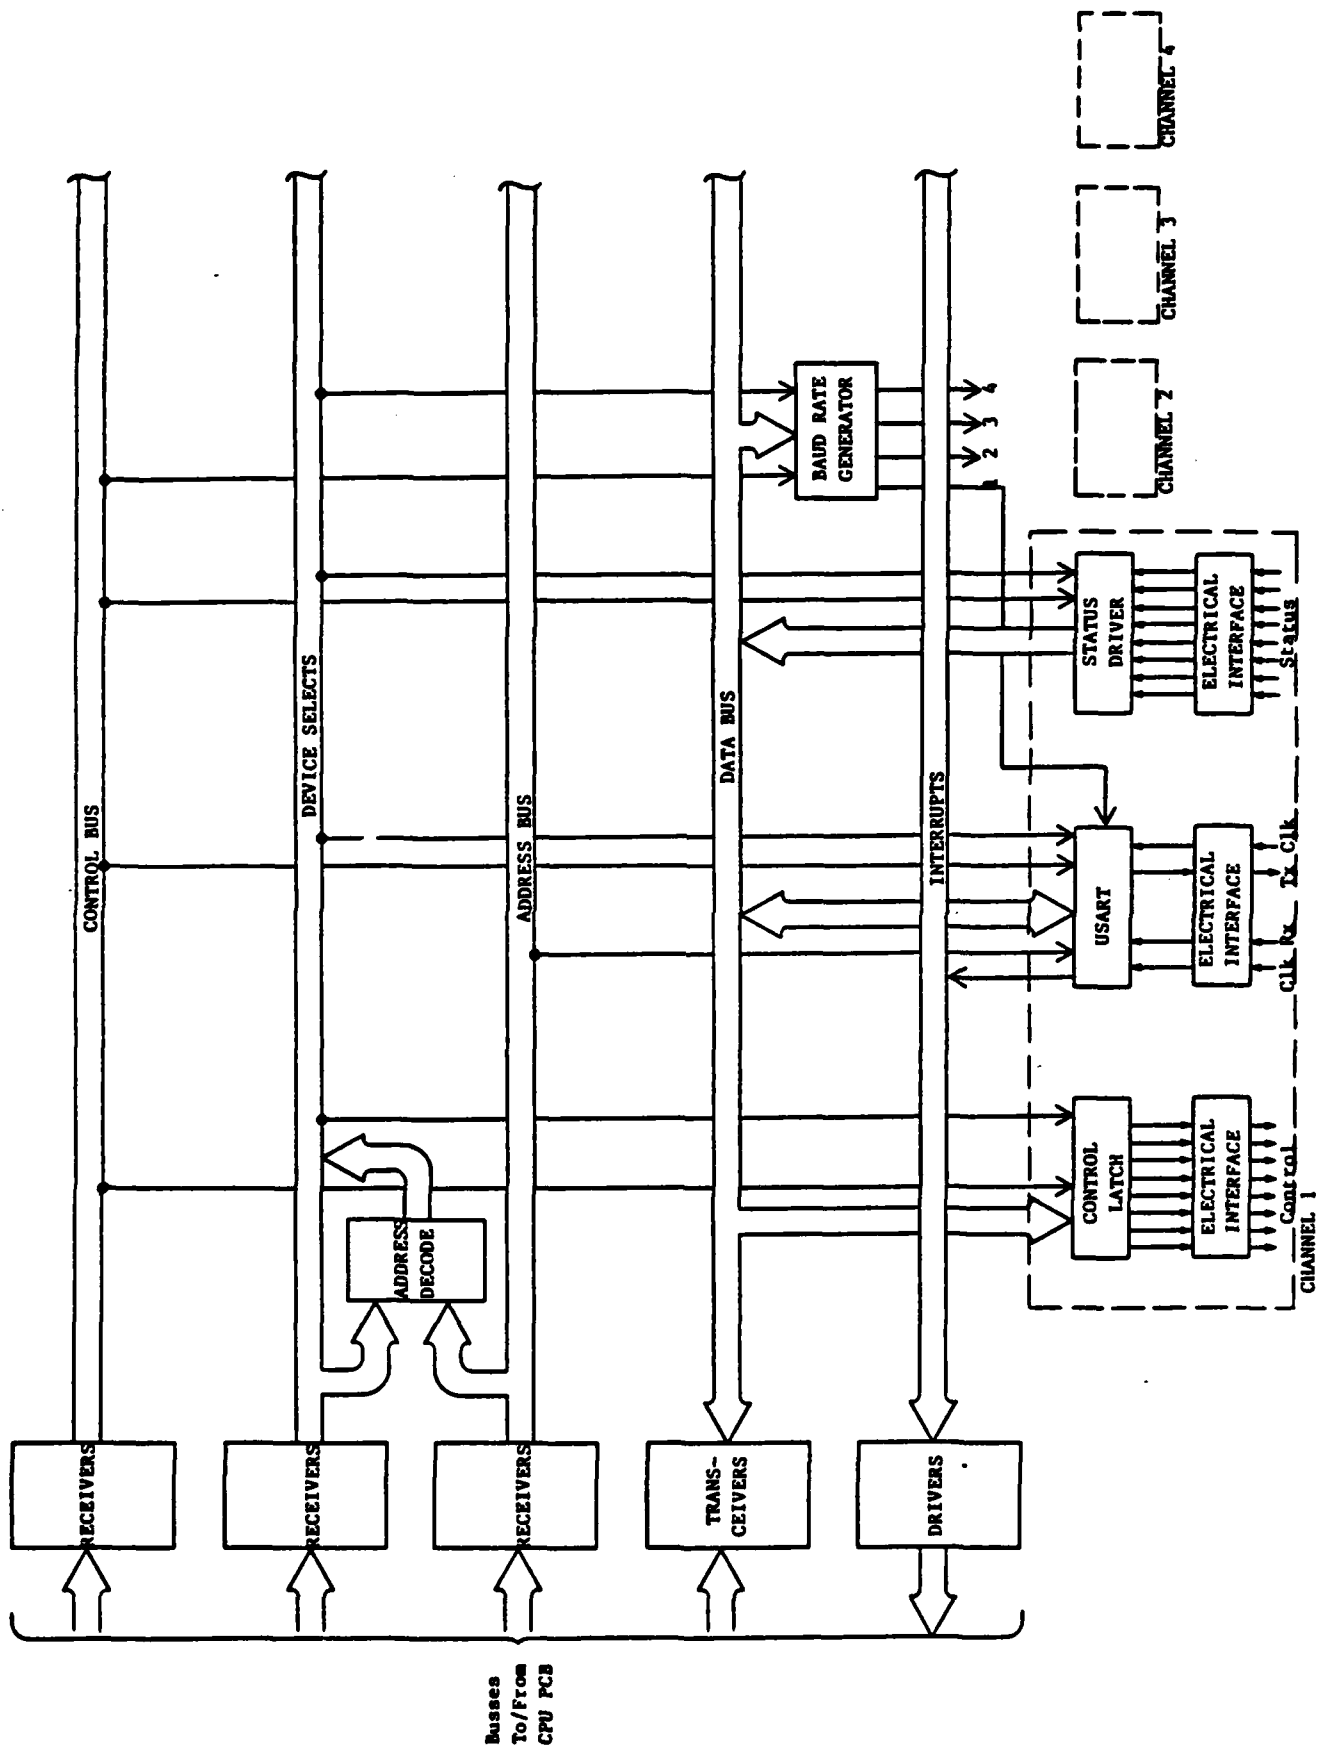 Busses
To/From
CPU PCB
RECEIVERS
RECEIVERS
RECEIVERS
TRANS-
CEIVERS
DRIVERS
CONTROL BUS
DEVICE SELECTS
ADDRESS BUS
DATA BUS
INTERRUPTS
ADDRESS
DECODE
BAUD RATE
GENERATOR
1
2
3
4
CONTROL
LATCH
ELECTRICAL
INTERFACE
Control
USART
ELECTRICAL
INTERFACE
Clk Rx Tx Clk
STATUS
DRIVER
ELECTRICAL
INTERFACE
Status
CHANNEL 1
CHANNEL 2
CHANNEL 3
CHANNEL 4